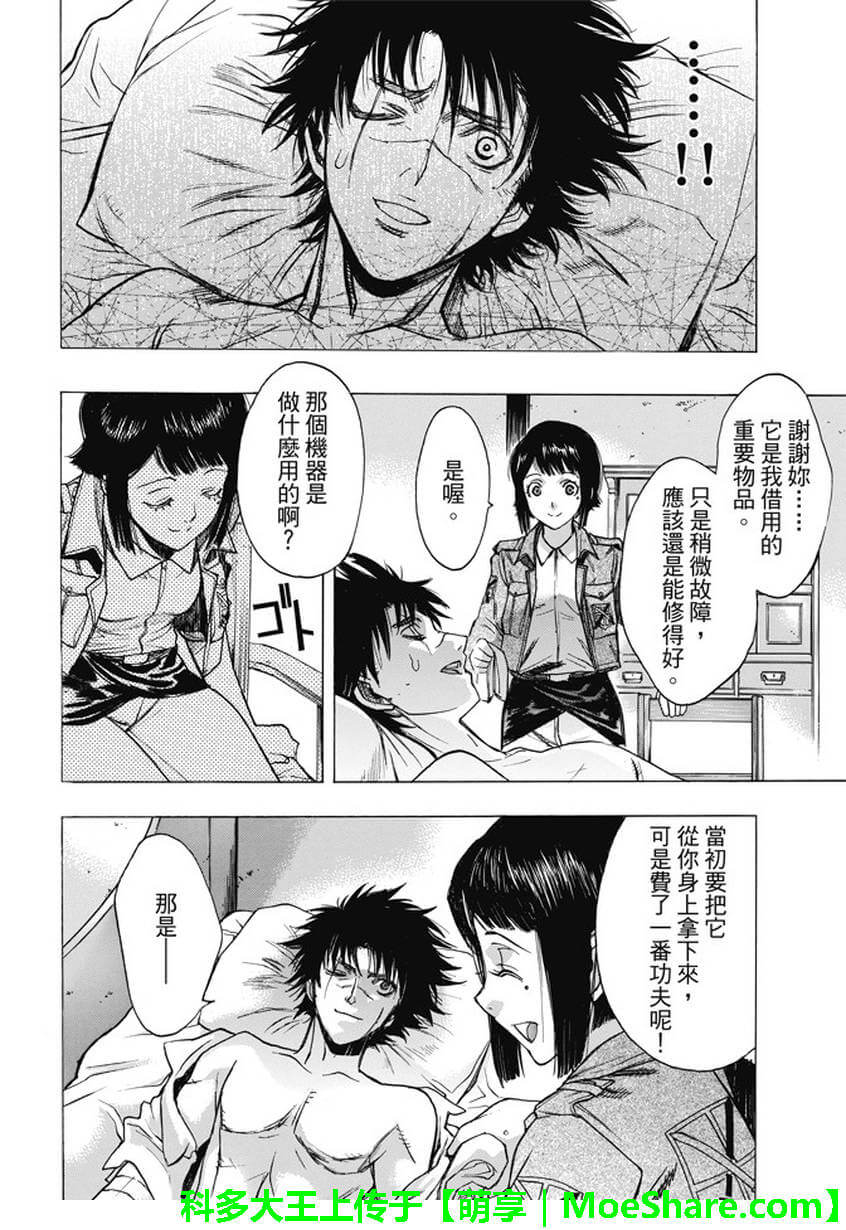 ………!!
謝謝妳……
它是我借用的
重要物品。
只是稍微故障，
應該還是能修得好。
是喔。
那個機器是
做什麼用的啊？
ゴト
當初要把它
從你身上拿下來，
可是費了一番功夫呢！
那是──
科多大王上传于【萌享 | MoeShare.com】